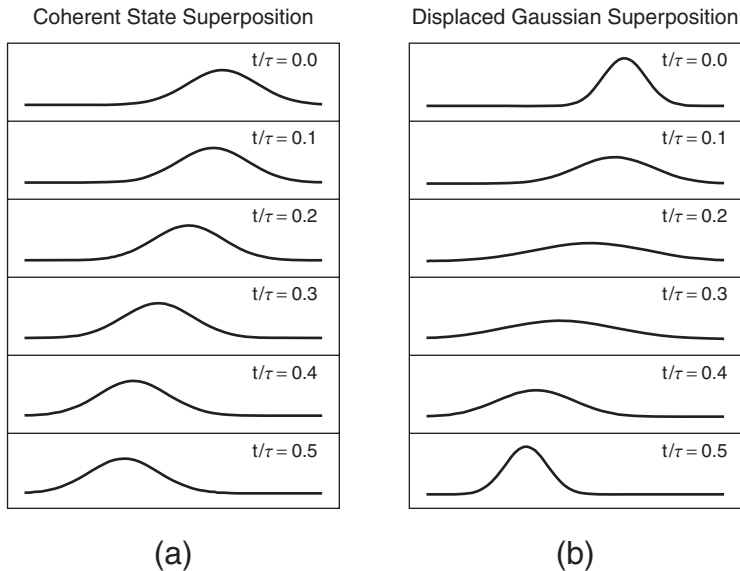 Coherent State Superposition
t/τ = 0.0
t/τ = 0.1
t/τ = 0.2
t/τ = 0.3
t/τ = 0.4
t/τ = 0.5
(a)
Displaced Gaussian Superposition
t/τ = 0.0
t/τ = 0.1
t/τ = 0.2
t/τ = 0.3
t/τ = 0.4
t/τ = 0.5
(b)